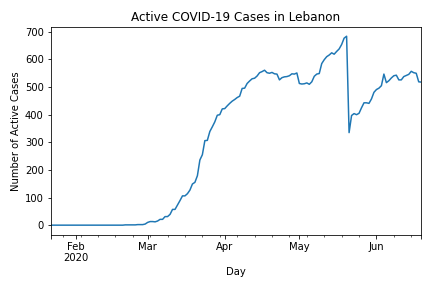 Active COVID-19 Cases in Lebanon
Number of Active Cases
700
600
500
400
300
200
100
0
Feb
2020
Mar
Apr
May
Jun
Day